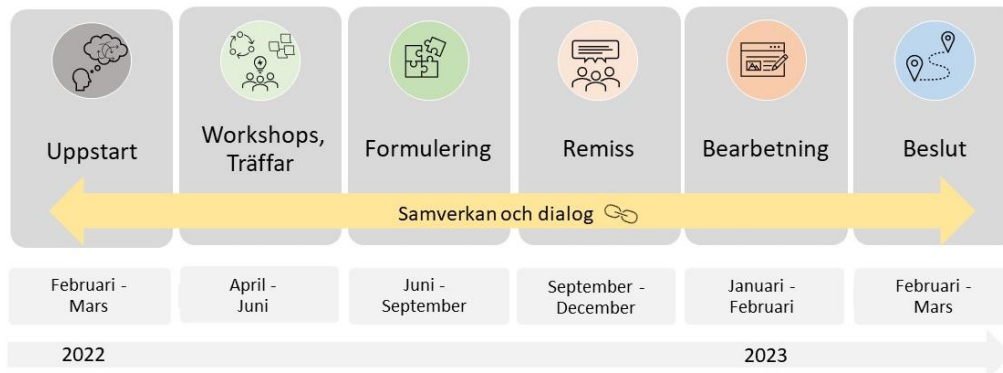 Uppstart
Workshops,
Träffar
Formulering
Remiss
Bearbetning
Beslut
Samverkan och dialog
Februari -
Mars
April -
Juni
Juni -
September
September -
December
Januari -
Februari
Februari -
Mars
2022
2023